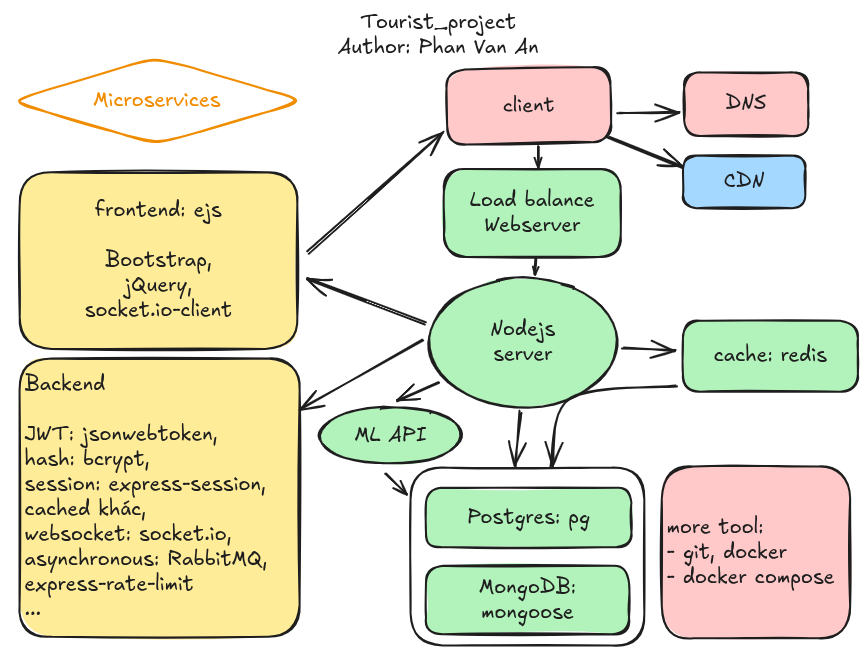 Tourist_project
Author: Phan Van An
Microservices
client
DNS
CDN
Load balance
Webserver
frontend: ejs
Bootstrap,
jQuery,
socket.io-client
Nodejs
server
cache: redis
Backend
JWT: jsonwebtoken,
hash: bcrypt,
session: express-session,
cached khác,
websocket: socket.io,
asynchronous: RabbitMQ,
express-rate-limit
...
ML API
Postgres: pg
MongoDB:
mongoose
more tool:
- git, docker
- docker compose